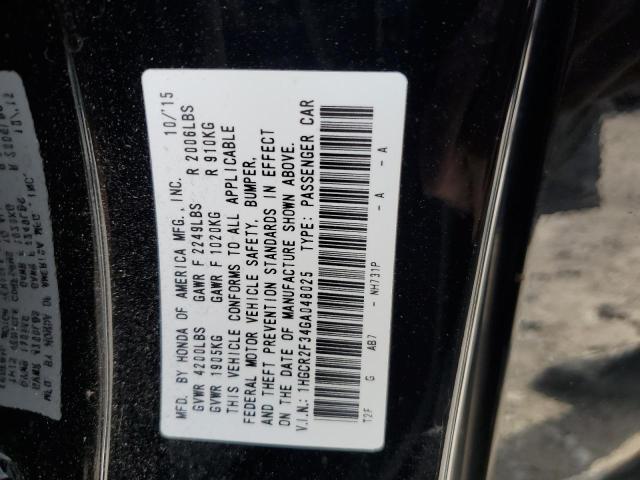 MFD. BY HONDA OF AMERICA MFG., INC. 10/'15
GVWR 4200LBS GAWR F 2249LBS R 2006LBS
GVWR 1905KG GAWR F 1020KG R 910KG
THIS VEHICLE CONFORMS TO ALL APPLICABLE
FEDERAL MOTOR VEHICLE SAFETY, BUMPER,
AND THEFT PREVENTION STANDARDS IN EFFECT
ON THE DATE OF MANUFACTURE SHOWN ABOVE.
V.I.N.: 1HGCR2F34GA048025 TYPE: PASSENGER CAR
T2F G AB7 - NH731P - A - A